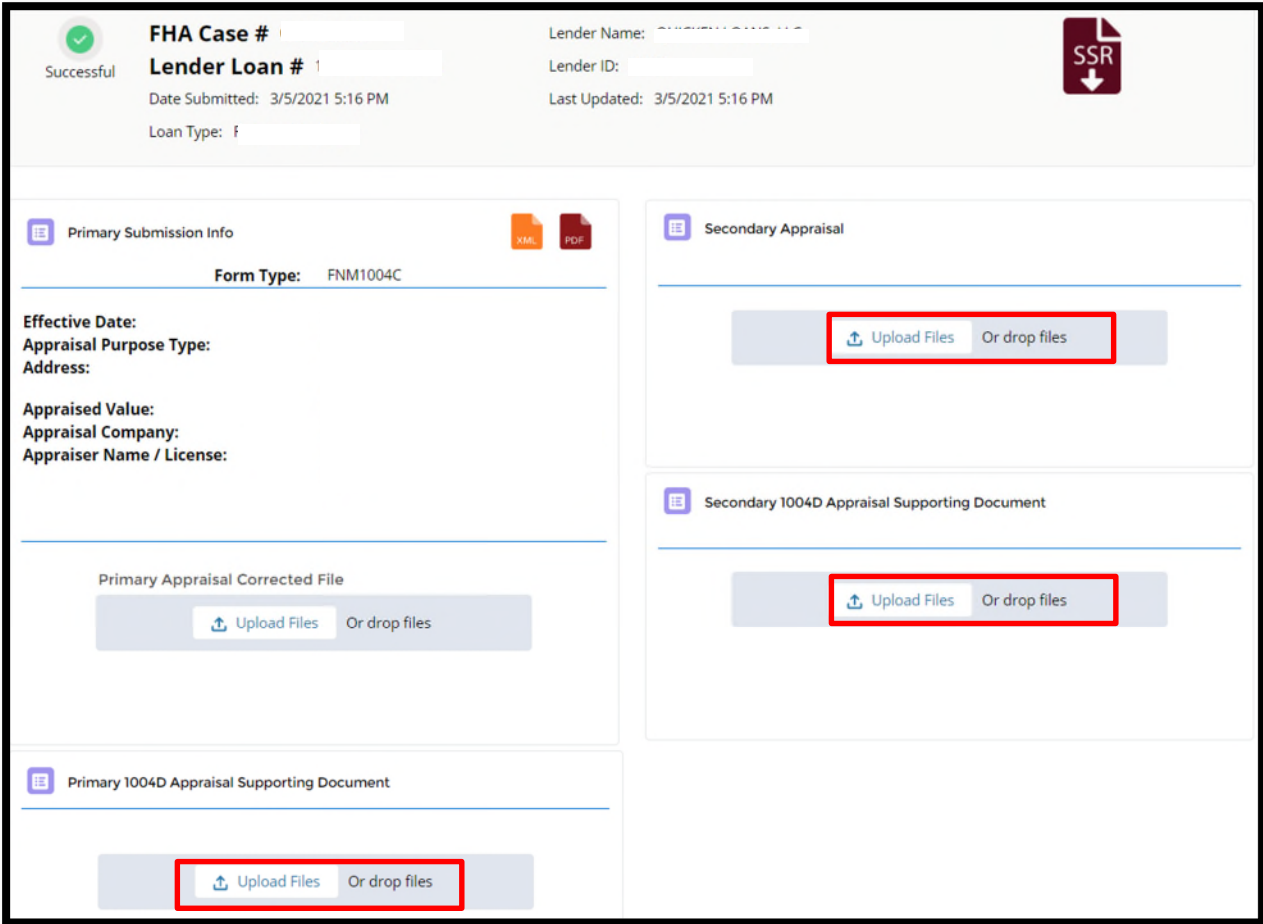 Successful
FHA Case #
Lender Loan #
Date Submitted: 3/5/2021 5:16 PM
Loan Type:
Lender Name:
Lender ID:
Last Updated: 3/5/2021 5:16 PM
SSR
Primary Submission Info
XML
PDF
Form Type: FNM1004C
Effective Date:
Appraisal Purpose Type:
Address:
Appraised Value:
Appraisal Company:
Appraiser Name / License:
Primary Appraisal Corrected File
Upload Files Or drop files
Secondary Appraisal
Upload Files Or drop files
Secondary 1004D Appraisal Supporting Document
Upload Files Or drop files
Primary 1004D Appraisal Supporting Document
Upload Files Or drop files